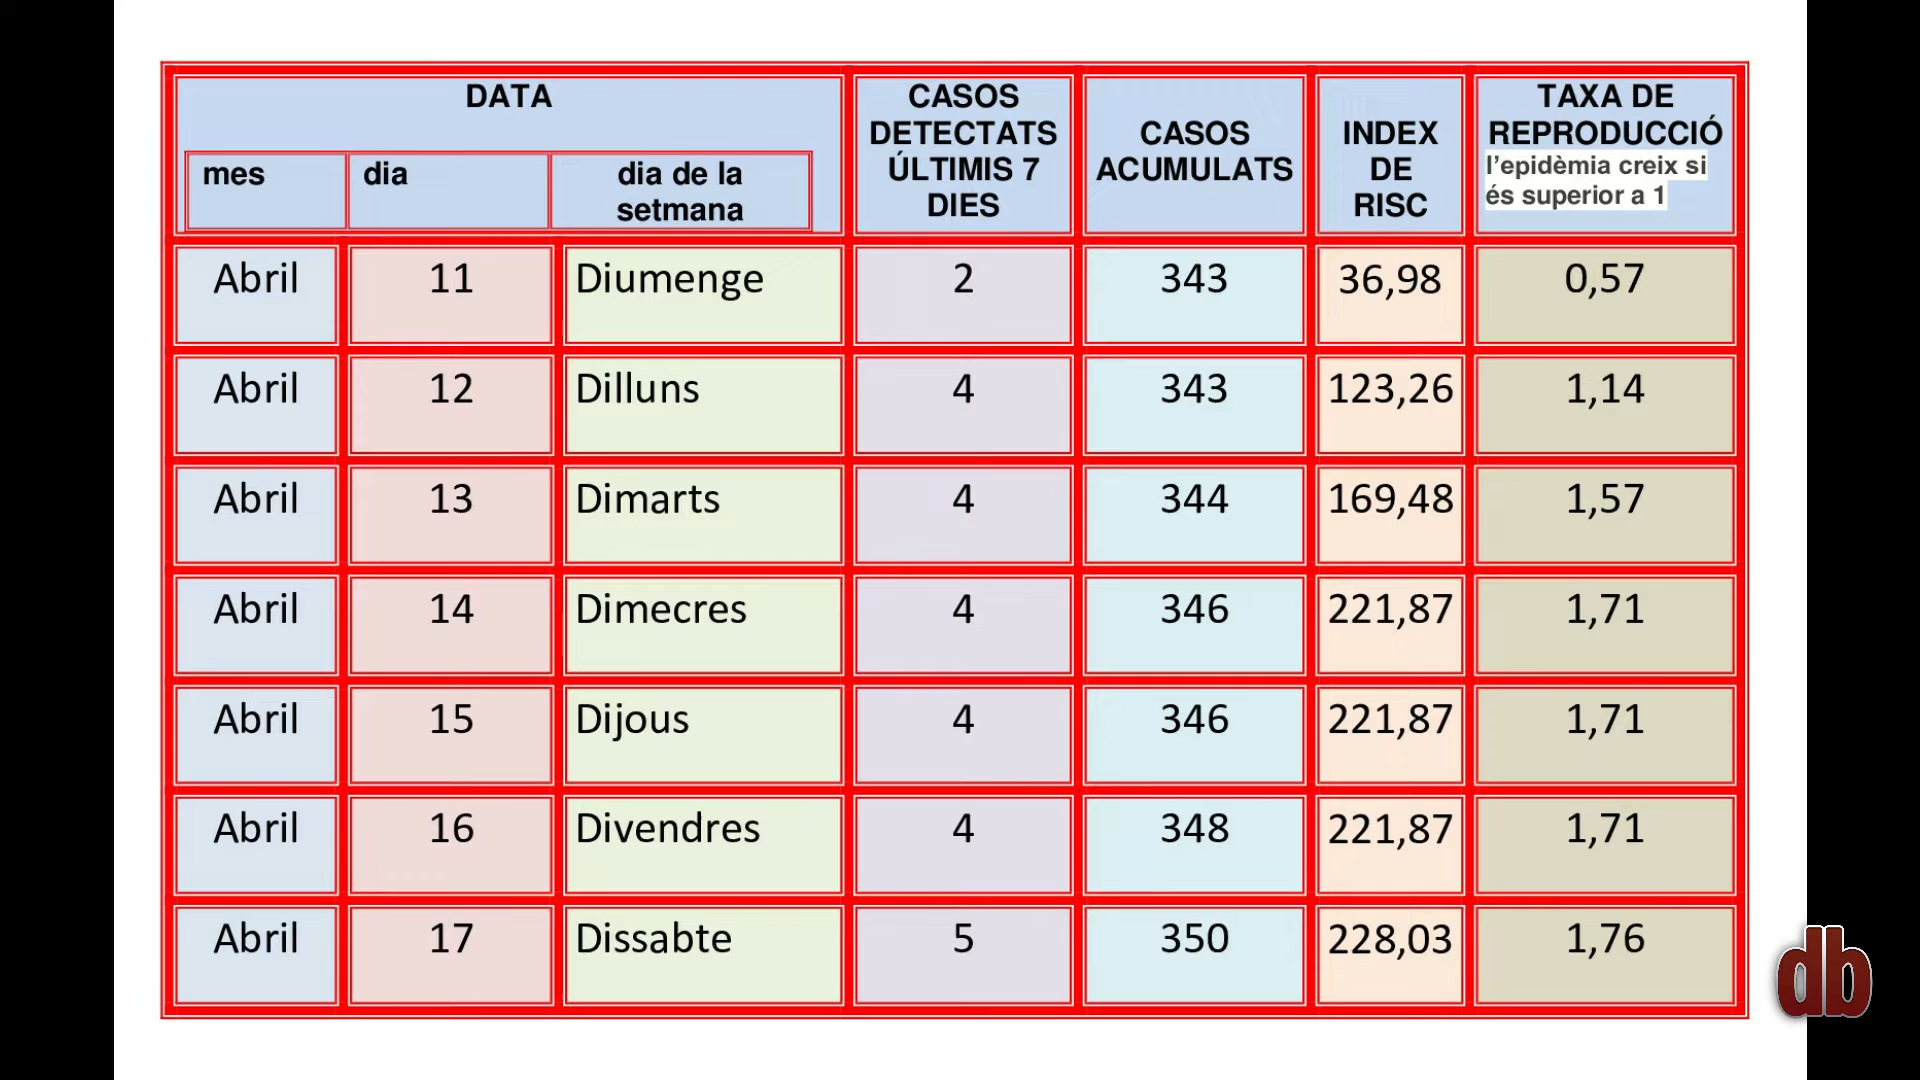 DATA
mes dia dia de la
setmana
CASOS
DETECTATS
ÚLTIMIS 7
DIES
CASOS
ACUMULATS
INDEX
DE
RISC
TAXA DE
REPRODUCCIÓ
l’epidèmia creix si
és superior a 1
Abril 11 Diumenge 2 343 36,98 0,57
Abril 12 Dilluns 4 343 123,26 1,14
Abril 13 Dimarts 4 344 169,48 1,57
Abril 14 Dimecres 4 346 221,87 1,71
Abril 15 Dijous 4 346 221,87 1,71
Abril 16 Divendres 4 348 221,87 1,71
Abril 17 Dissabte 5 350 228,03 1,76
db